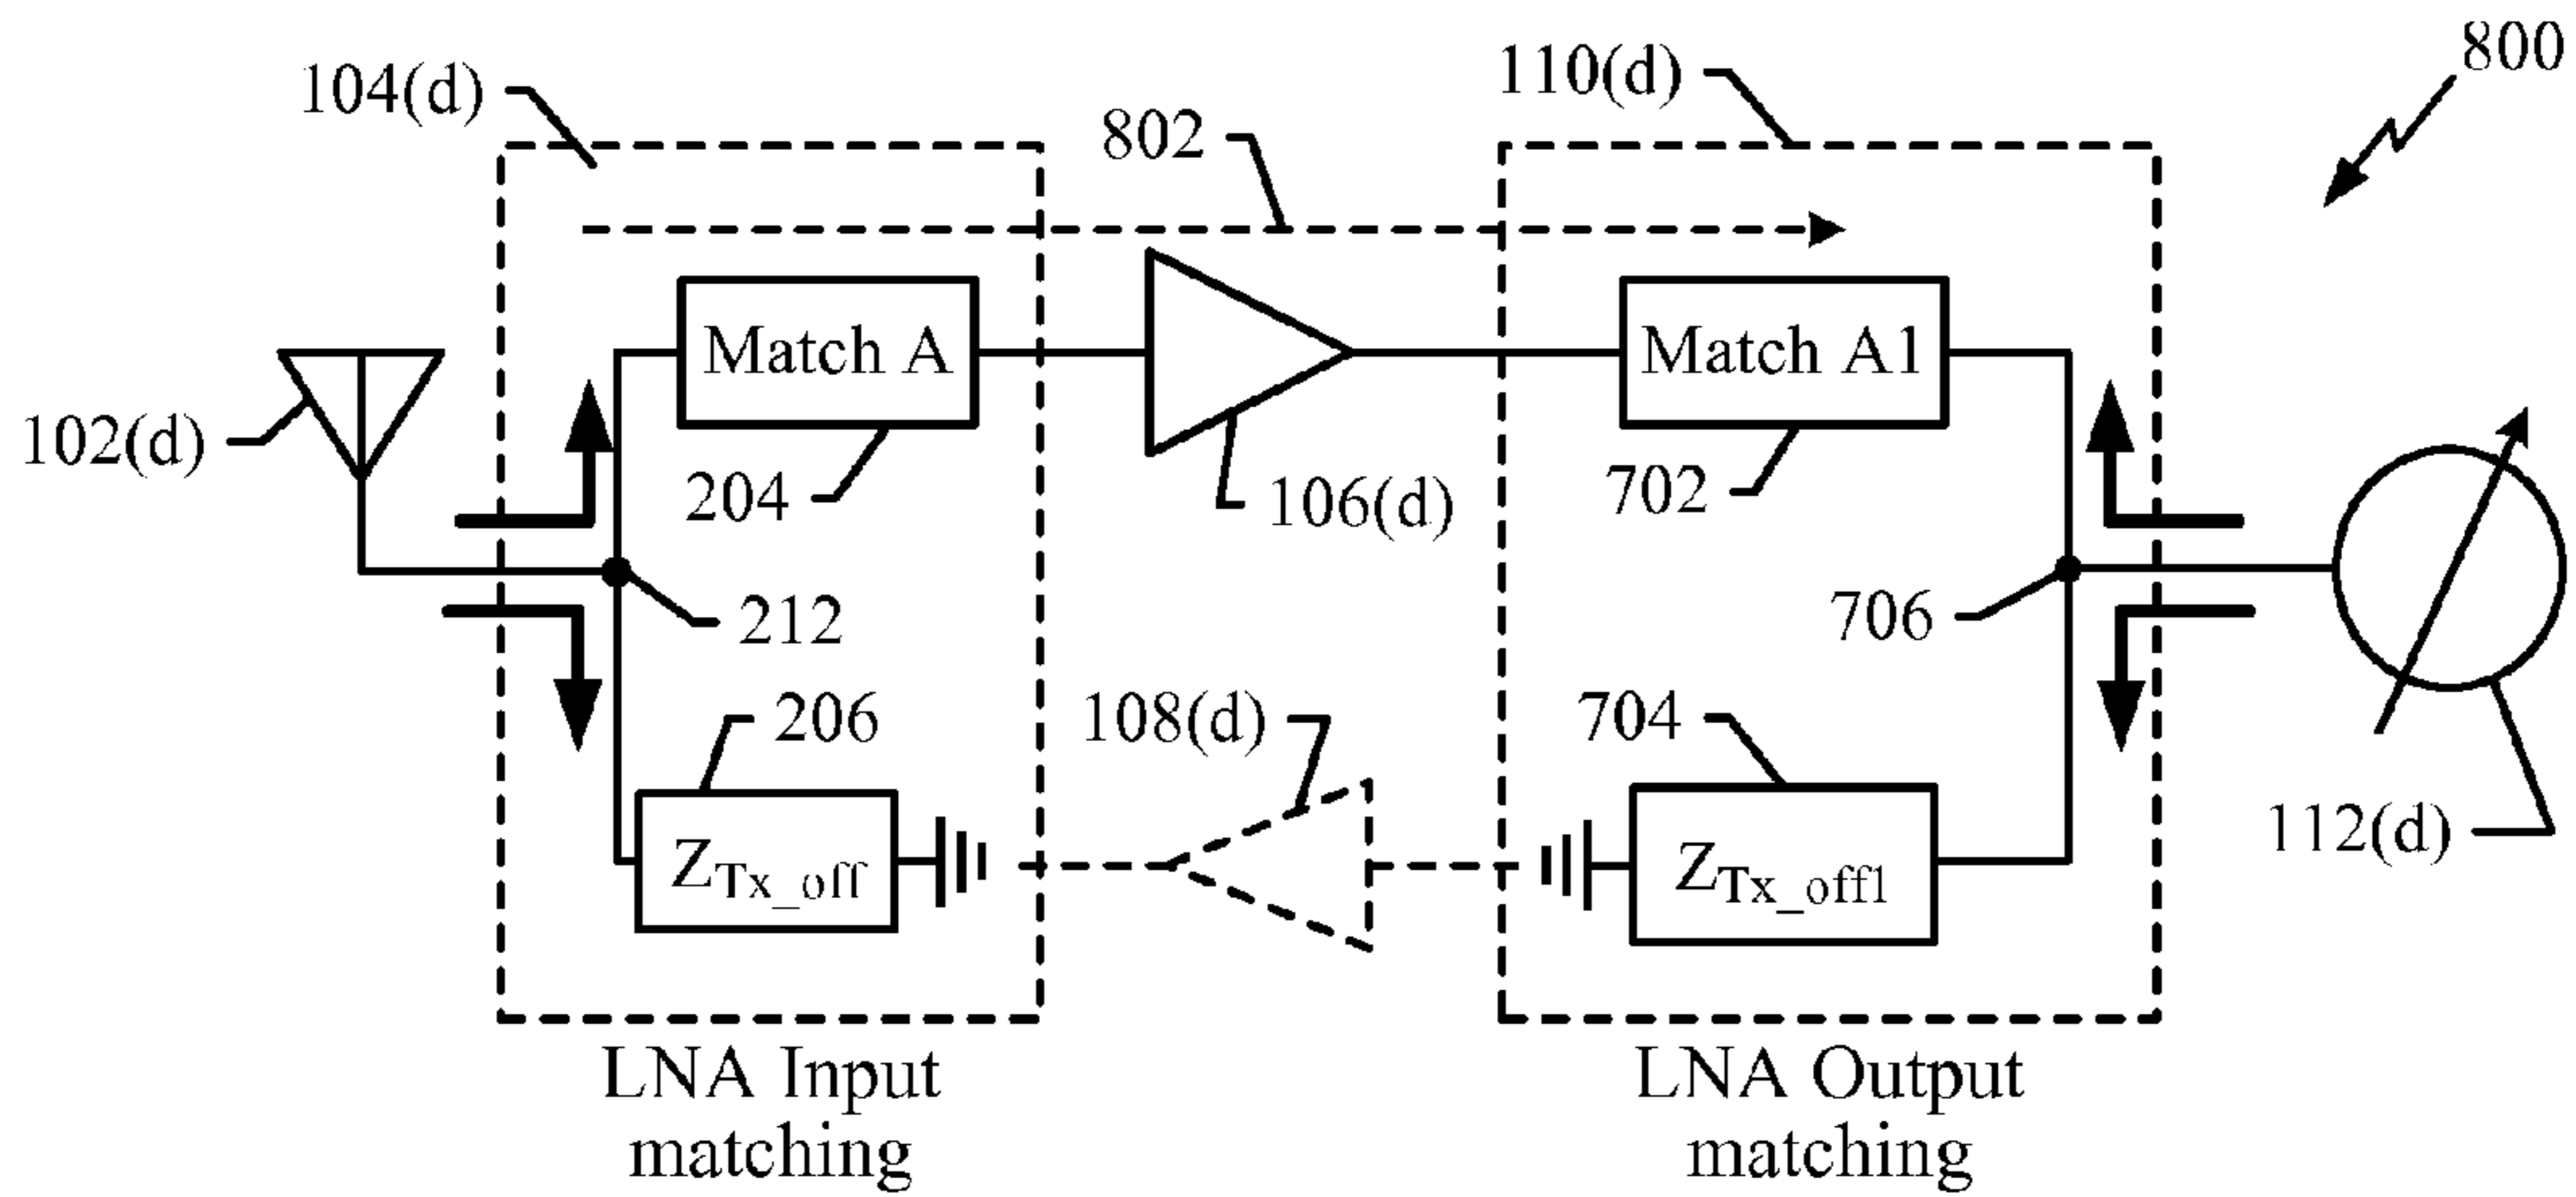 800
104(d)
110(d)
802
Match A
Match A1
102(d)
204
106(d)
702
212
706
206
108(d)
704
Z_Tx_off
Z_Tx_off1
112(d)
LNA Input
matching
LNA Output
matching